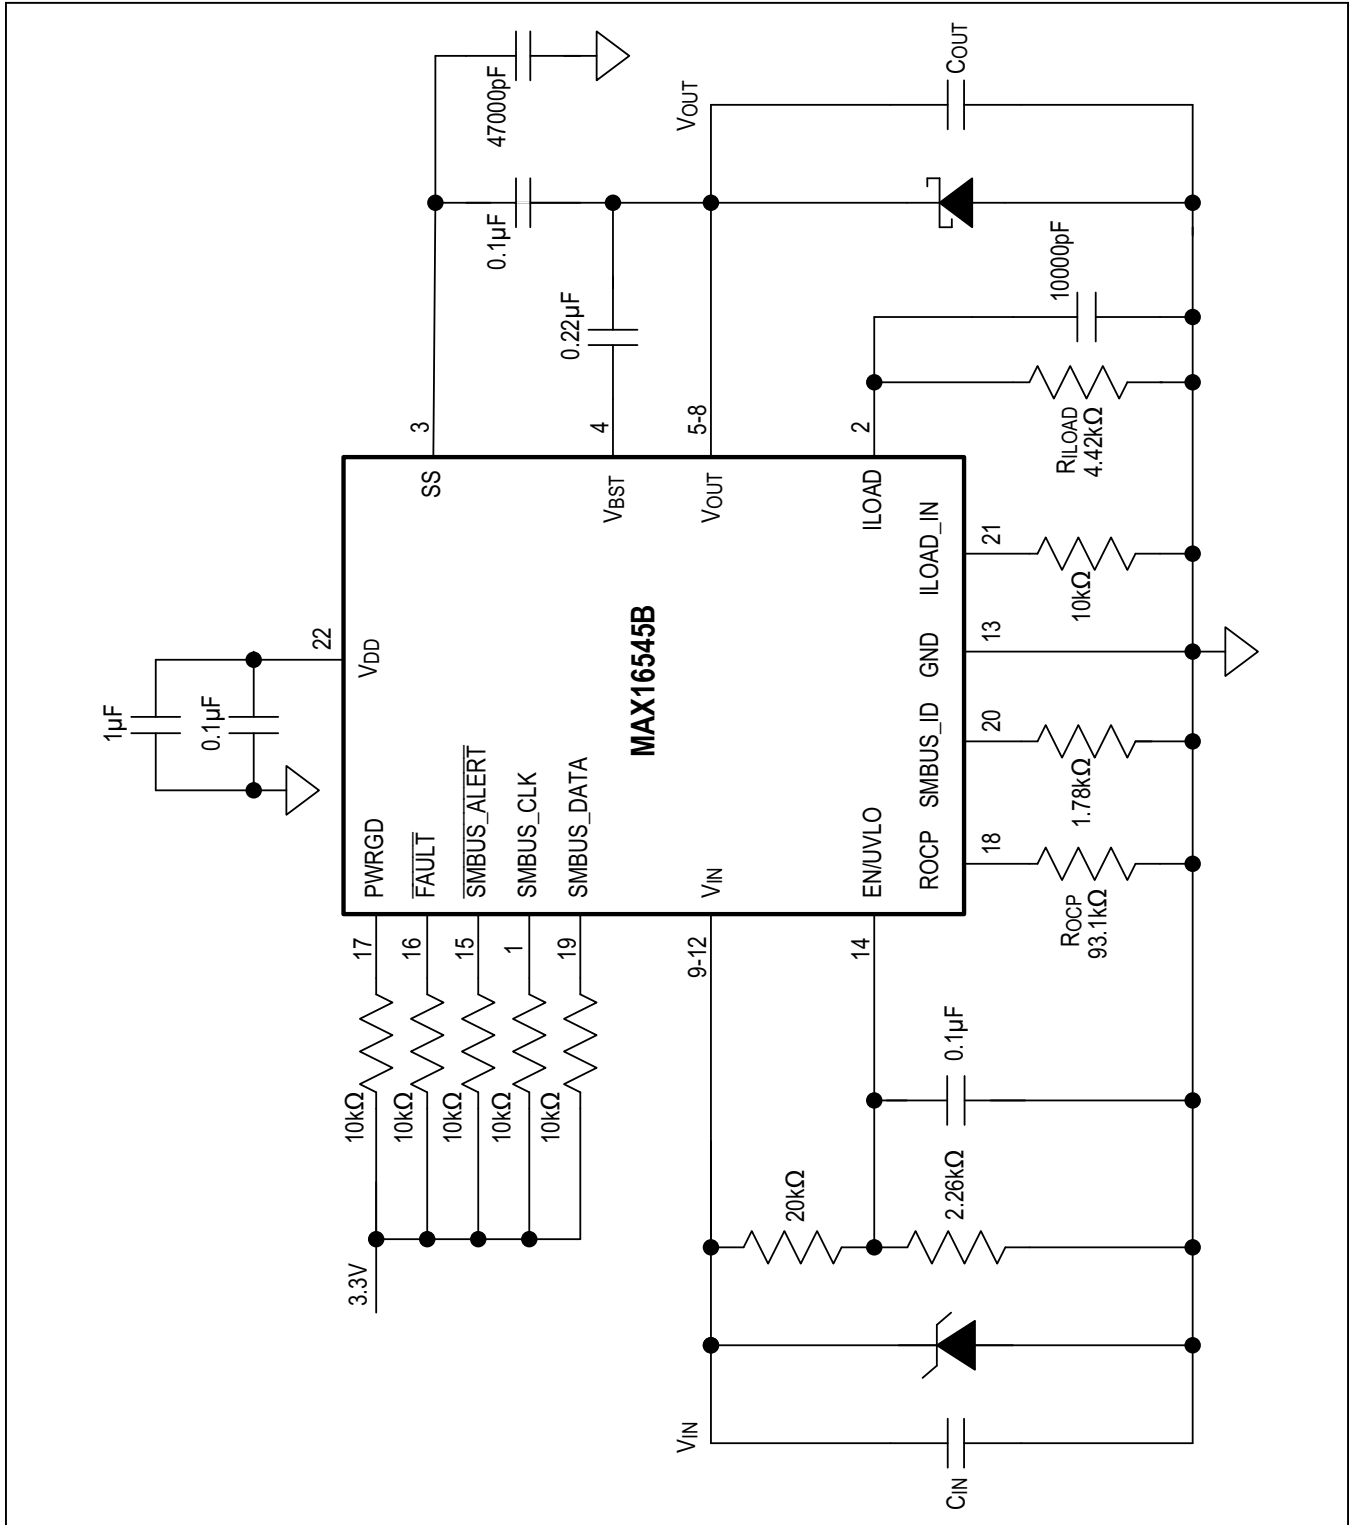 1µF
0.1µF
22
VDD
PWRGD
FAULT
SMBUS_ALERT
SMBUS_CLK
SMBUS_DATA
VIN
EN/UVLO
MAX16545B
SS
VBST
VOUT
ILOAD
ROCP
SMBUS_ID
GND
ILOAD_IN
17
16
15
1
19
9-12
14
10kΩ
10kΩ
10kΩ
10kΩ
10kΩ
3.3V
3
4
5-8
2
47000pF
0.1µF
0.22µF
VOUT
COUT
10000pF
RILOAD
4.42kΩ
21
10kΩ
13
20
1.78kΩ
18
ROCP
93.1kΩ
0.1µF
20kΩ
2.26kΩ
VIN
CIN